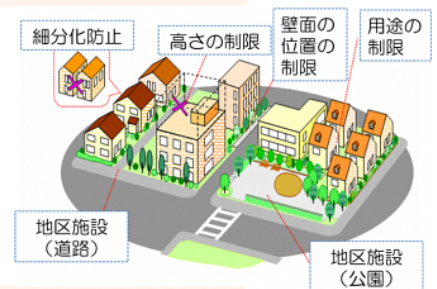 細分化防止
高さの制限
壁面の
位置の
制限
用途の
制限
地区施設
（道路）
地区施設
（公園）